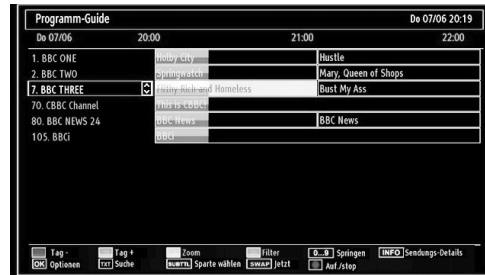 Programm-Guide Do 07/06 20:19
Do 07/06 20:00 21:00 22:00
1. BBC ONE Holby City Hustle
2. BBC TWO Springwatch Mary, Queen of Shops
7. BBC THREE Filthy Rich and Homeless Bust My Ass
70. CBBC Channel This is CBBC!
80. BBC NEWS 24 BBC News BBC News
105. BBCi BBCi
Tag - Tag + Zoom Filter 0...9 Springen INFO Sendungs-Details
OK Optionen TXT Suche SUBTTL Sparte wählen SWAP Jetzt Auf./stop